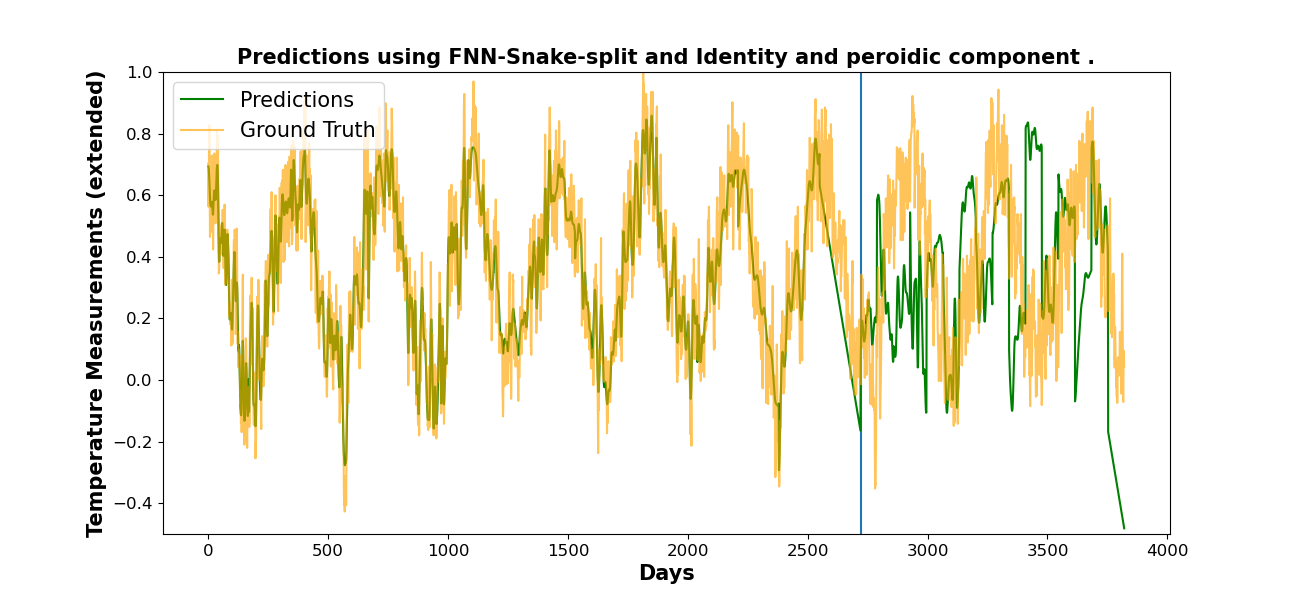 Predictions using FNN-Snake-split and Identity and peroidic component .
Temperature Measurements (extended)
1.0
0.8
0.6
0.4
0.2
0.0
−0.2
−0.4
Predictions
Ground Truth
0 500 1000 1500 2000 2500 3000 3500 4000
Days